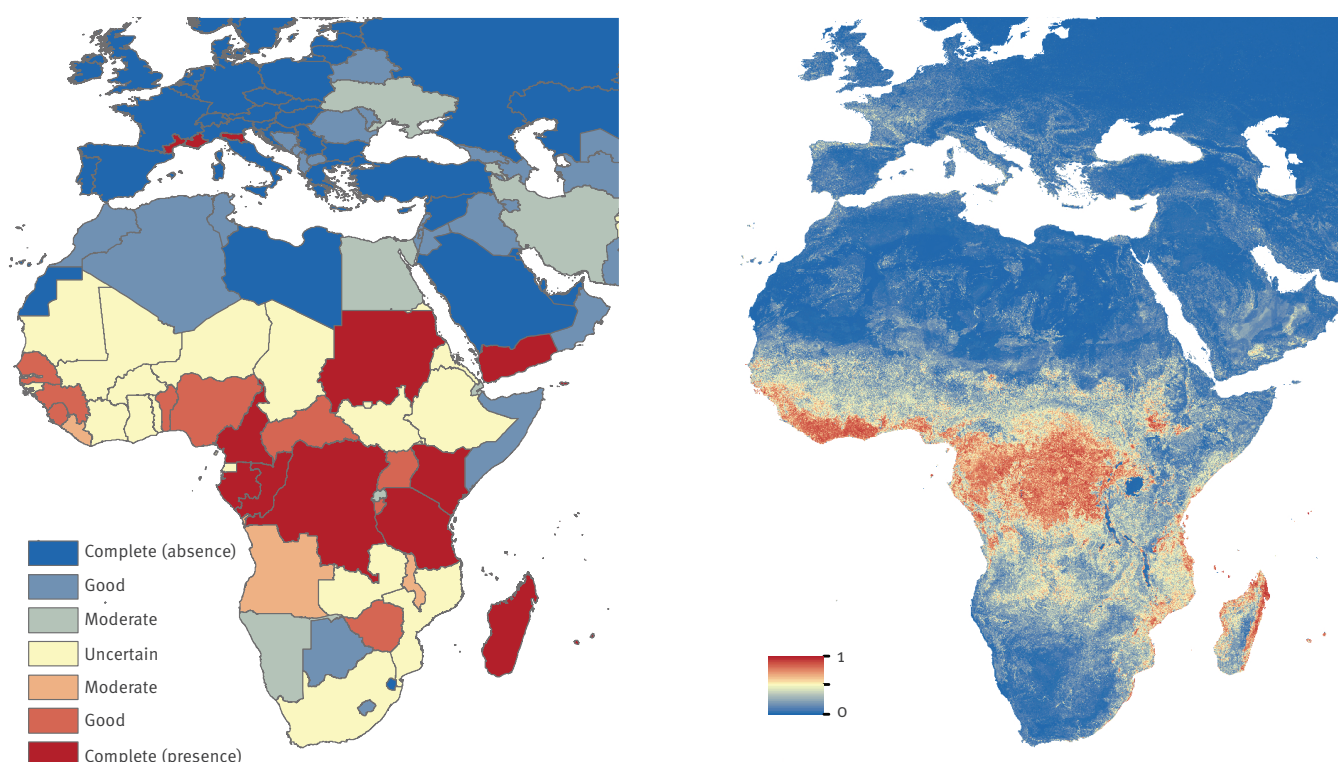 Complete (absence)
Good
Moderate
Uncertain
Moderate
Good
Complete (presence)
1
0